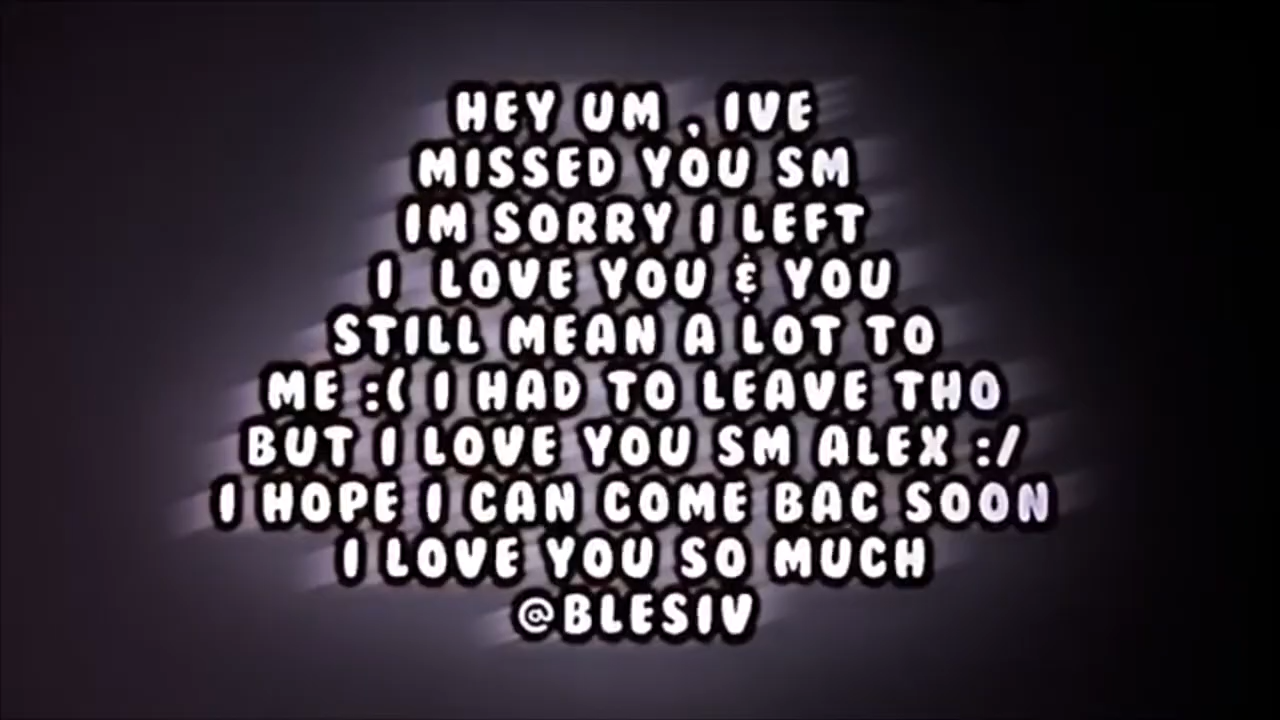 HEY UM , IVE
MISSED YOU SM
IM SORRY I LEFT
I LOVE YOU & YOU
STILL MEAN A LOT TO
ME :( I HAD TO LEAVE THO
BUT I LOVE YOU SM ALEX :/
I HOPE I CAN COME BAC SOON
I LOVE YOU SO MUCH
@BLESIV